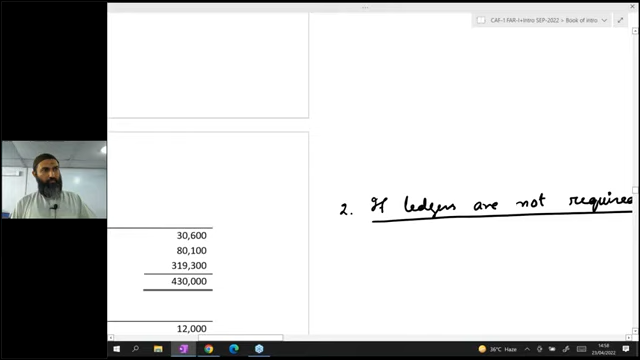 CAF-1 FAR-I+Intro SEP-2022 > Book of intro
2. If ledgers are not required
30,600
80,100
319,300
430,000
12,000
36°C Haze
14:58
23/04/2022